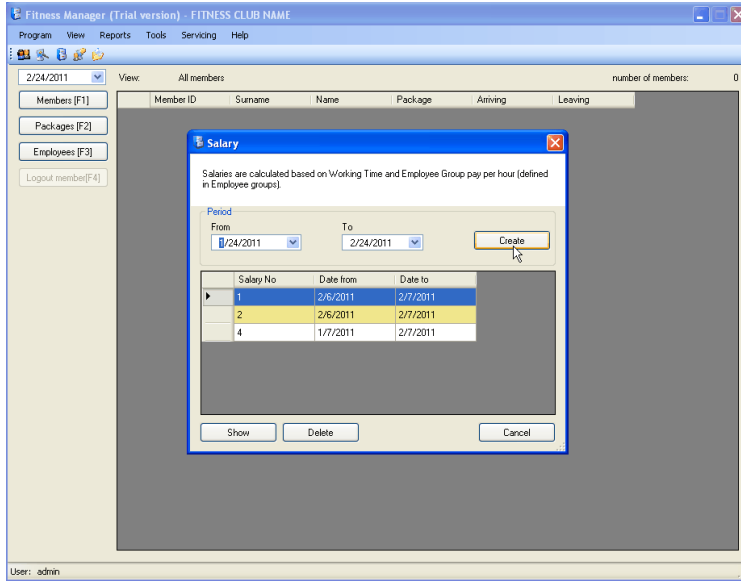 Fitness Manager (Trial version) - FITNESS CLUB NAME
Program View Reports Tools Servicing Help
2/24/2011 View: All members number of members: 0
Members [F1]
Packages [F2]
Employees [F3]
Logout member[F4]
Member ID Surname Name Package Arriving Leaving
Salary
Salaries are calculated based on Working Time and Employee Group pay per hour (defined
in Employee groups).
Period
From To
1/24/2011 2/24/2011 Create
Salary No Date from Date to
1 2/6/2011 2/7/2011
2 2/6/2011 2/7/2011
4 1/7/2011 2/7/2011
Show Delete Cancel
User: admin